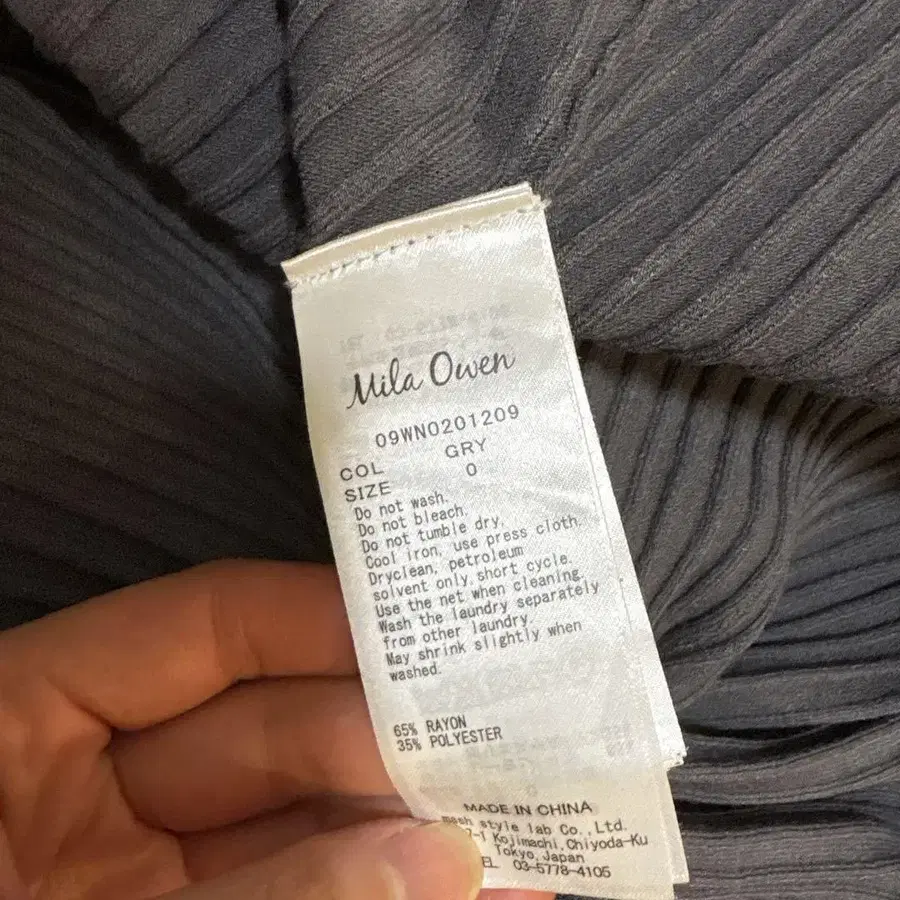 Mila Owen
09WN0201209
COL GRY
SIZE 0
Do not wash.
Do not bleach.
Do not tumble dry.
Cool iron, use press cloth.
Dryclean, petroleum
solvent only, short cycle.
Use the net when cleaning.
Wash the laundry separately
from other laundry.
May shrink slightly when
washed.
65% RAYON
35% POLYESTER
MADE IN CHINA
mash style lab Co.,Ltd.
7-1 Kojimachi,Chiyoda-Ku
Tokyo,Japan
EL 03-5778-4105